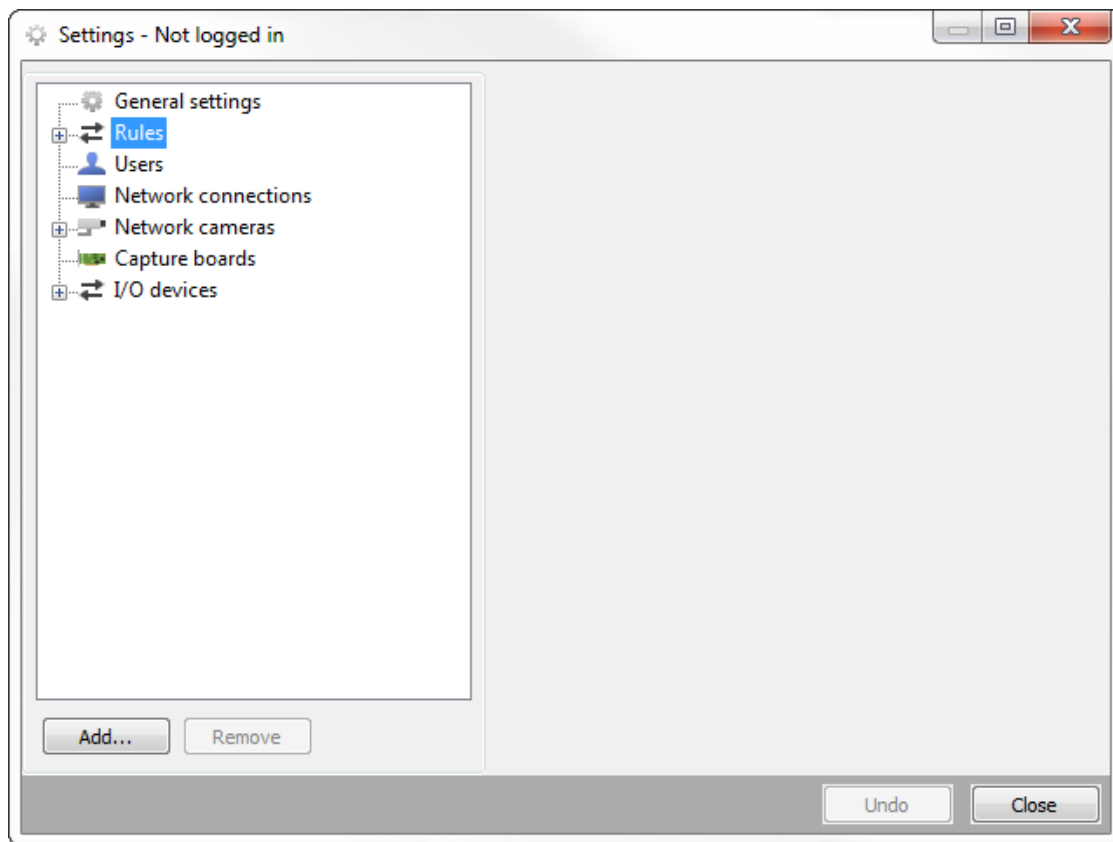 Settings - Not logged in
General settings
Rules
Users
Network connections
Network cameras
Capture boards
I/O devices
Add... Remove
Undo Close